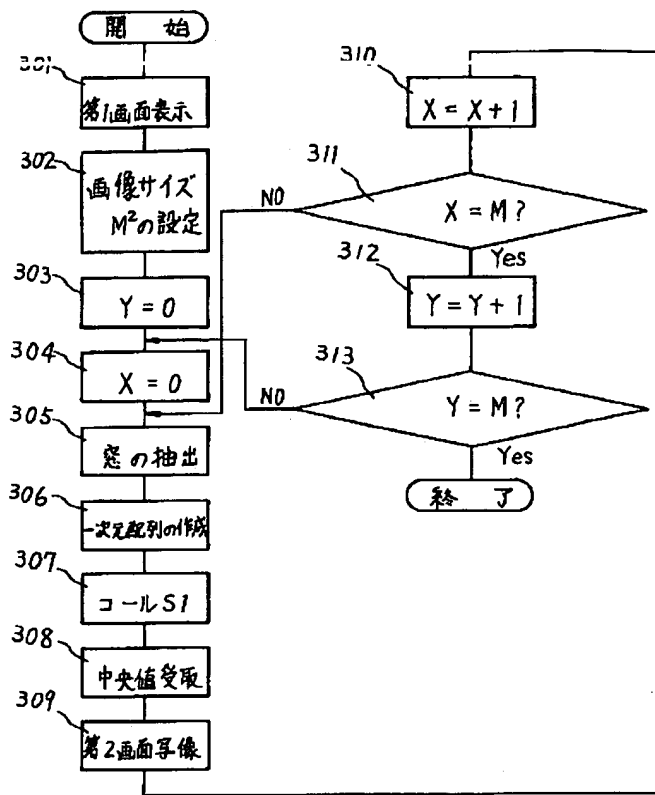 開 始
301
第1画面表示
302
画像サイズ
M²の設定
303
Y = 0
304
X = 0
305
窓の抽出
306
一次元配列の作成
307
コールS1
308
中央値受取
309
第2画面写像
310
X = X + 1
311
X = M ?
NO
Yes
312
Y = Y + 1
313
Y = M ?
NO
Yes
終 了